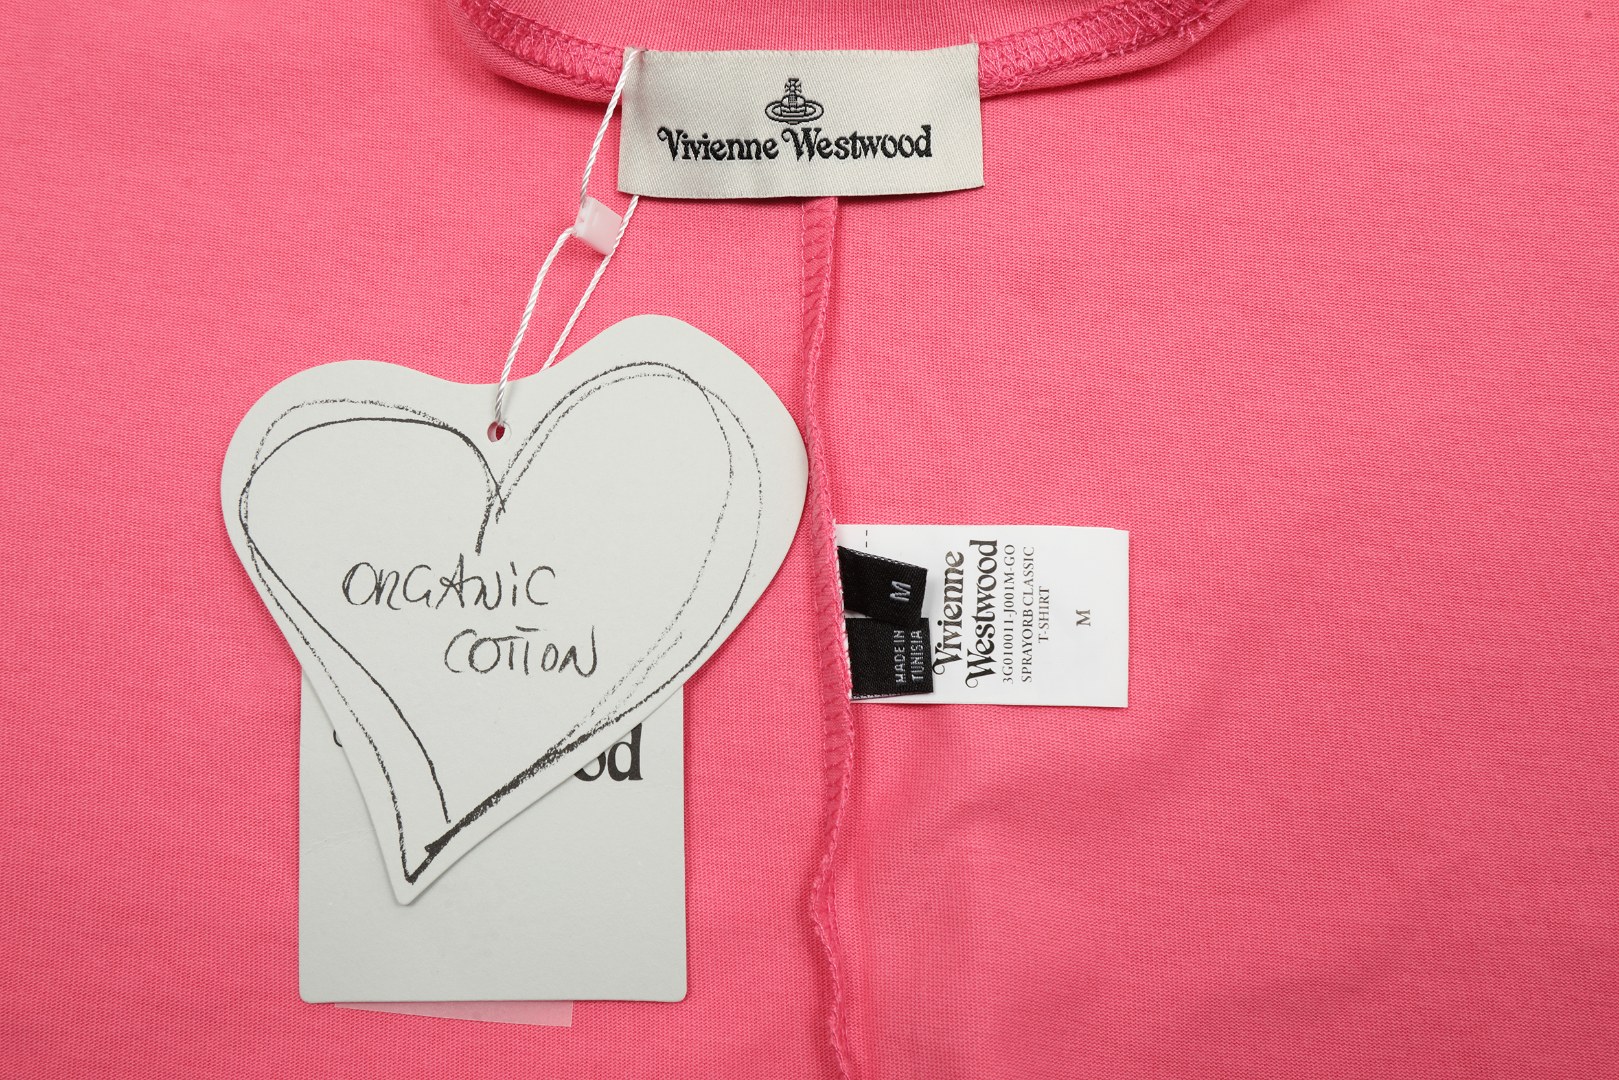 Vivienne Westwood
ORGANIC
COTTON
od
M
MADE IN
TUNISIA
Vivienne
Westwood
3G010011-J001M-GO
SPRAYORB CLASSIC
T-SHIRT
M